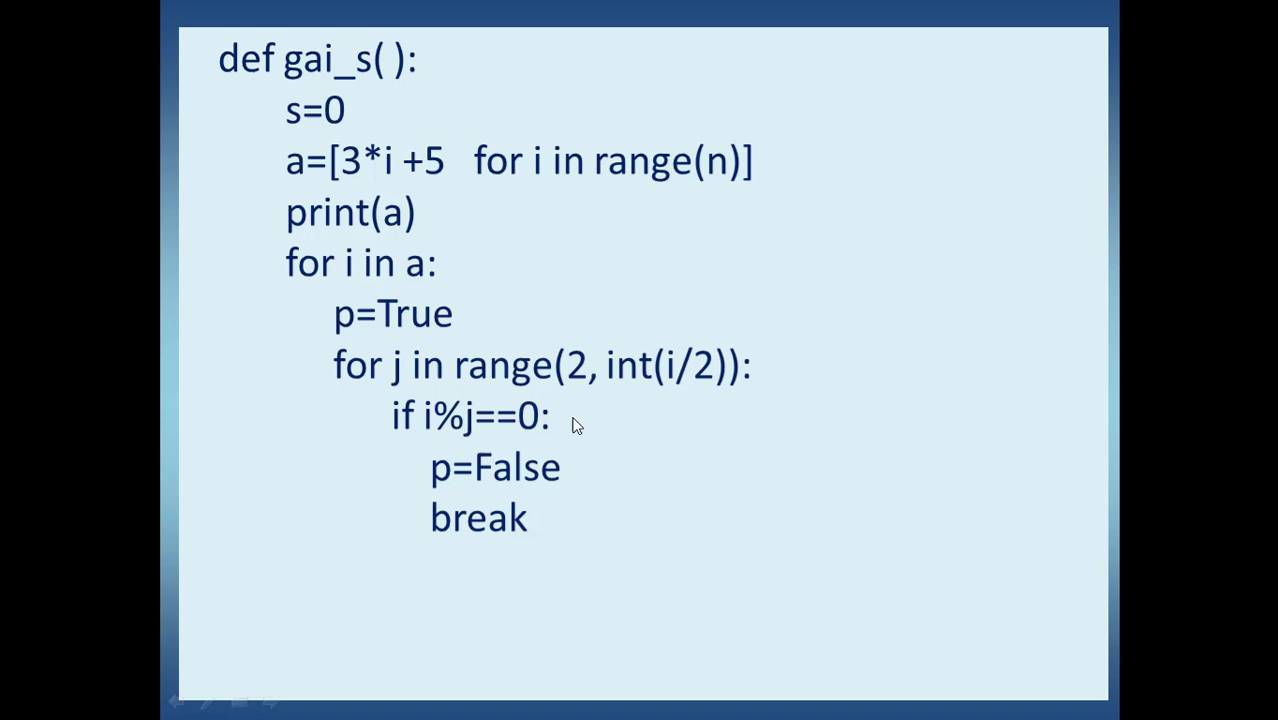 def gai_s( ):
s=0
a=[3*i +5 for i in range(n)]
print(a)
for i in a:
p=True
for j in range(2, int(i/2)):
if i%j==0:
p=False
break